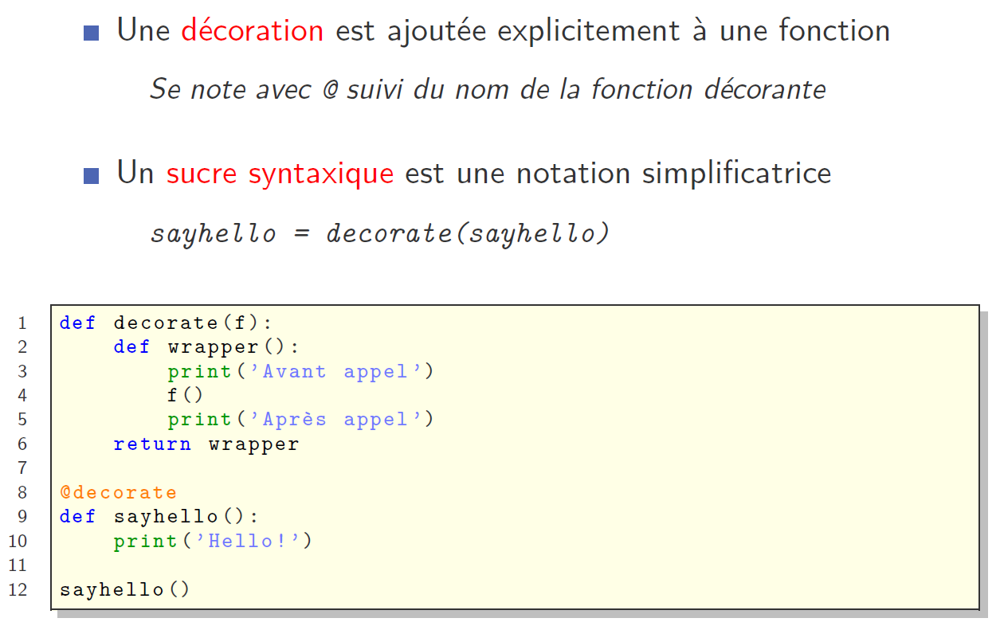 Une décoration est ajoutée explicitement à une fonction
Se note avec @ suivi du nom de la fonction décorante
Un sucre syntaxique est une notation simplificatrice
sayhello = decorate(sayhello)
1 def decorate(f):
2     def wrapper():
3         print('Avant appel')
4         f()
5         print('Après appel')
6     return wrapper
7
8 @decorate
9 def sayhello():
10     print('Hello!')
11
12 sayhello()